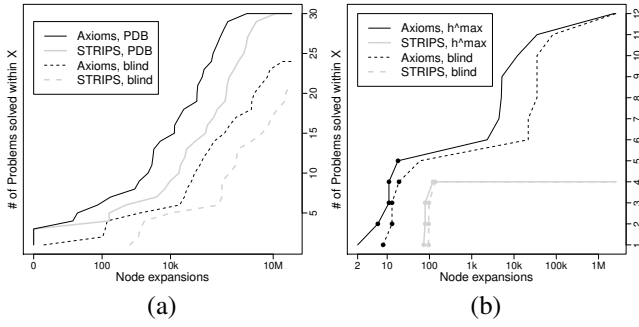 Axioms, PDB
STRIPS, PDB
Axioms, blind
STRIPS, blind
# of Problems solved within X
5
10
15
20
25
30
0
100
10k
10M
Node expansions
(a)
Axioms, h^max
STRIPS, h^max
Axioms, blind
STRIPS, blind
# of Problems solved within X
1
2
3
4
5
6
7
8
9
10
11
12
2
10
100
1k
10k
100k
1M
Node expansions
(b)